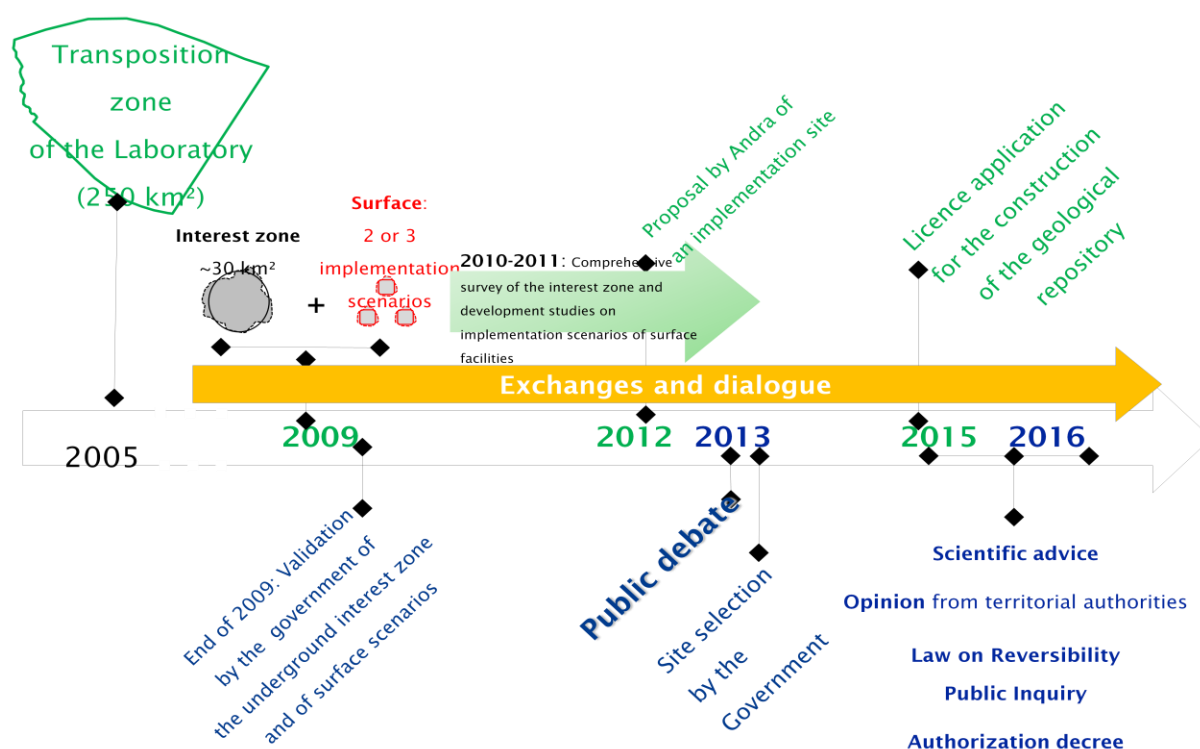 Transposition
zone
of the Laboratory
(250 km²)
Interest zone
~30 km²
+
Surface:
2 or 3
implementation
scenarios
2010-2011: Comprehensive
survey of the interest zone and
development studies on
implementation scenarios of surface
facilities
Proposal by Andra of
an implementation site
Licence application
for the construction
of the geological
repository
Exchanges and dialogue
2005
2009
2012
2013
2015
2016
End of 2009: Validation
by the government of
the underground interest zone
and of surface scenarios
Public debate
Site selection
by the
Government
Scientific advice
Opinion from territorial authorities
Law on Reversibility
Public Inquiry
Authorization decree